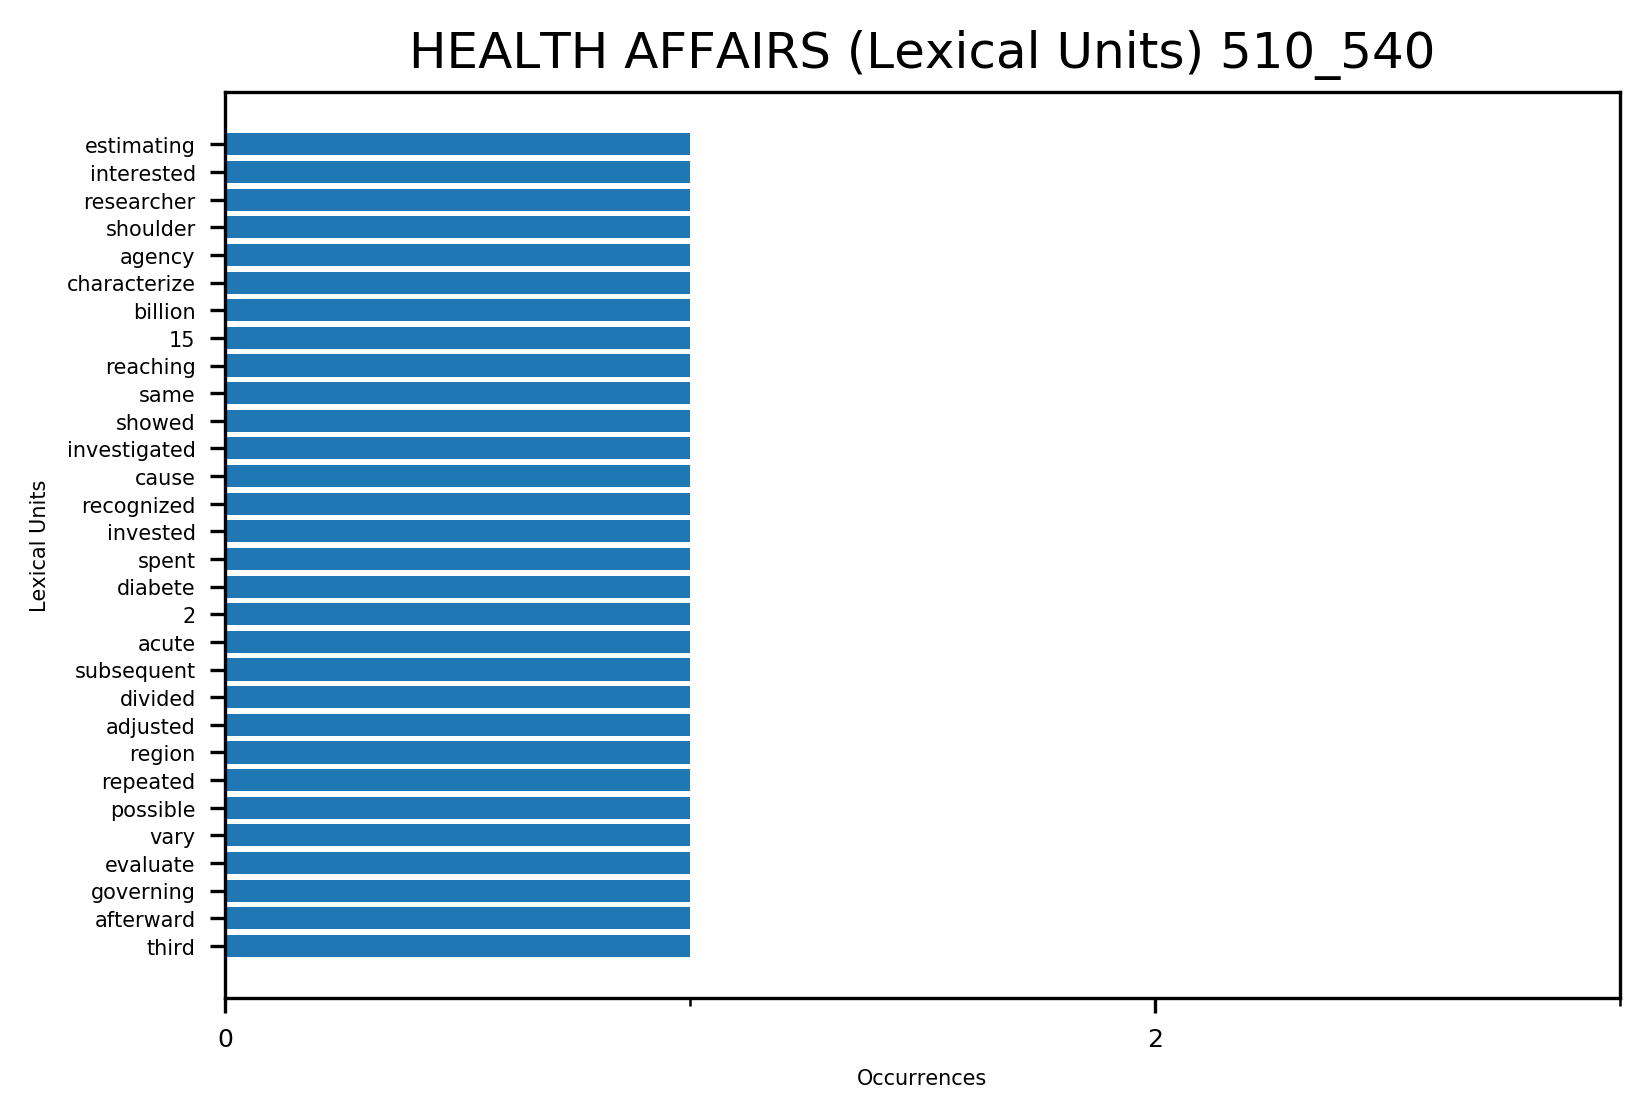 HEALTH AFFAIRS (Lexical Units) 510_540
estimating
interested
researcher
shoulder
agency
characterize
billion
15
reaching
same
showed
investigated
cause
recognized
invested
spent
diabete
2
acute
subsequent
divided
adjusted
region
repeated
possible
vary
evaluate
governing
afterward
third
Lexical Units
0
2
Occurrences